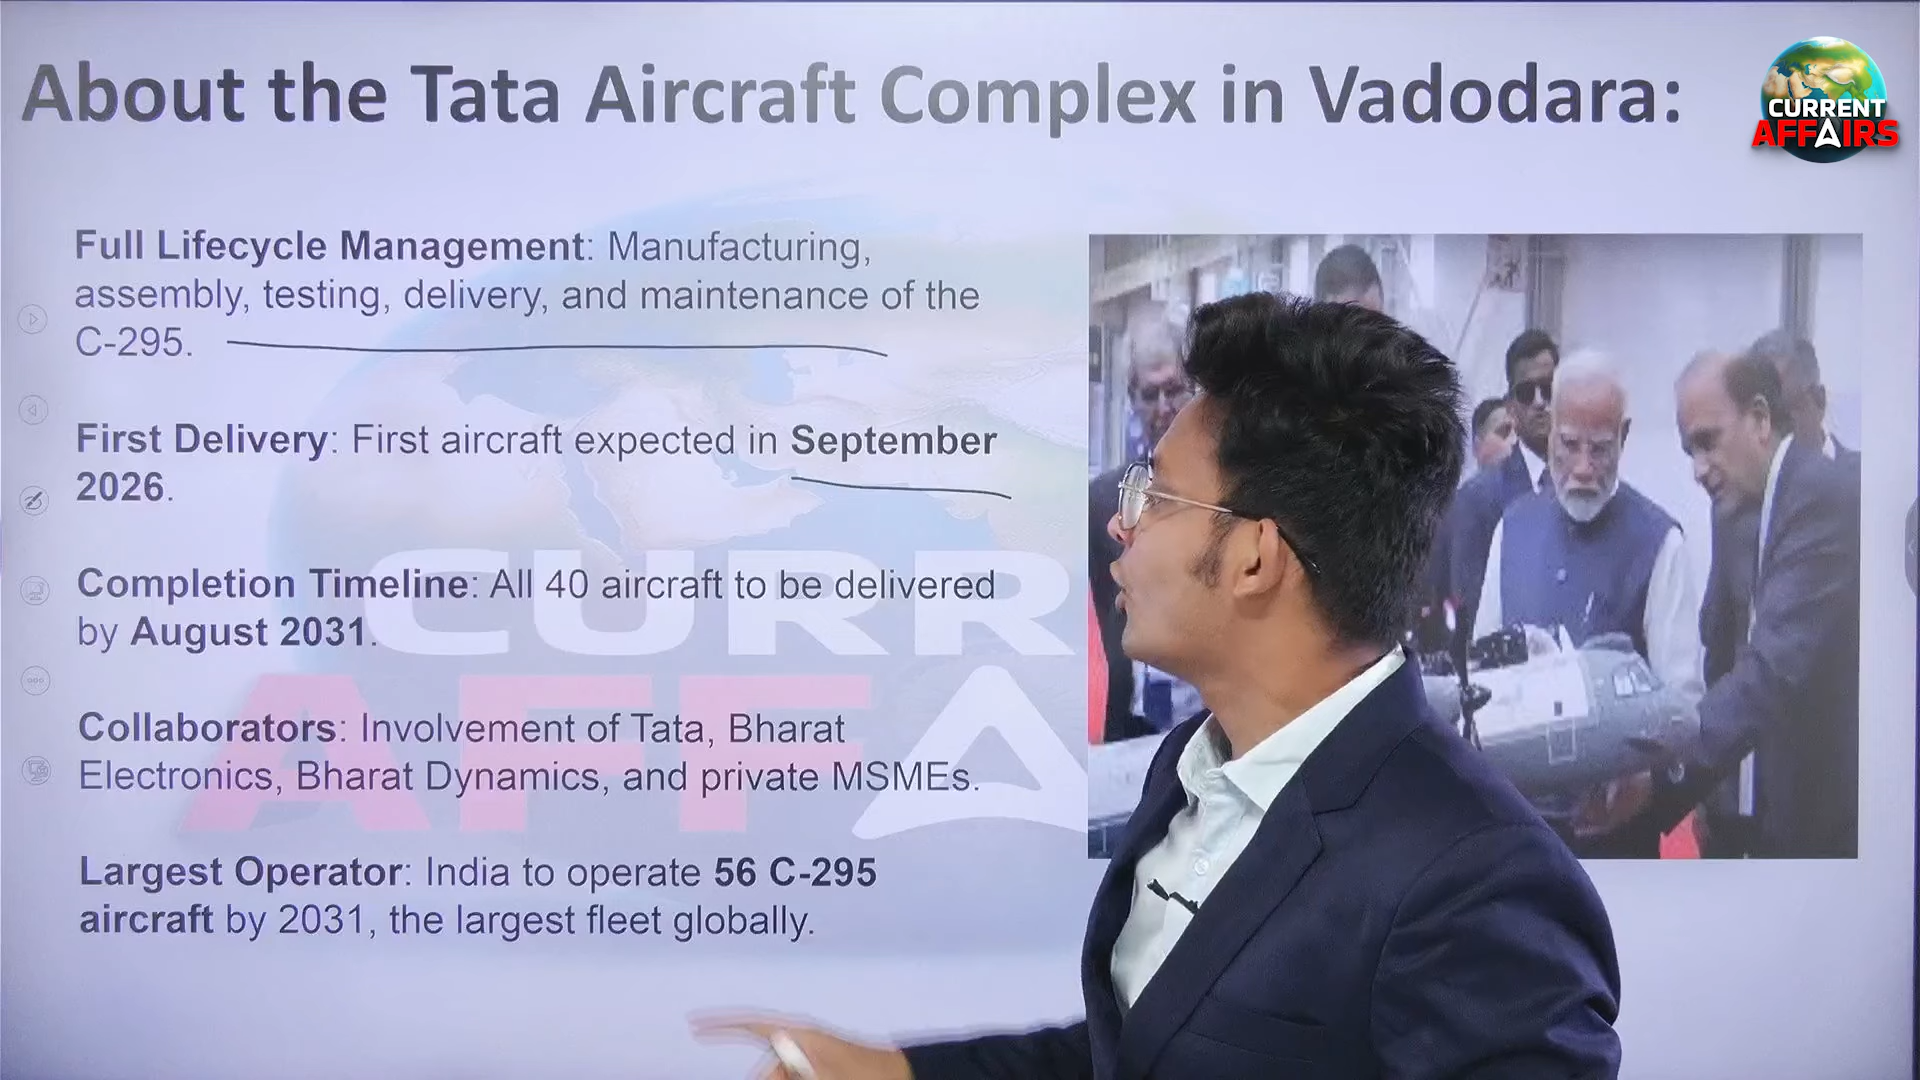 About the Tata Aircraft Complex in Vadodara:
CURRENT
AFFAIRS
Full Lifecycle Management: Manufacturing,
assembly, testing, delivery, and maintenance of the
C-295.
First Delivery: First aircraft expected in September
2026.
Completion Timeline: All 40 aircraft to be delivered
by August 2031.
Collaborators: Involvement of Tata, Bharat
Electronics, Bharat Dynamics, and private MSMEs.
Largest Operator: India to operate 56 C-295
aircraft by 2031, the largest fleet globally.
CURR
AFFA